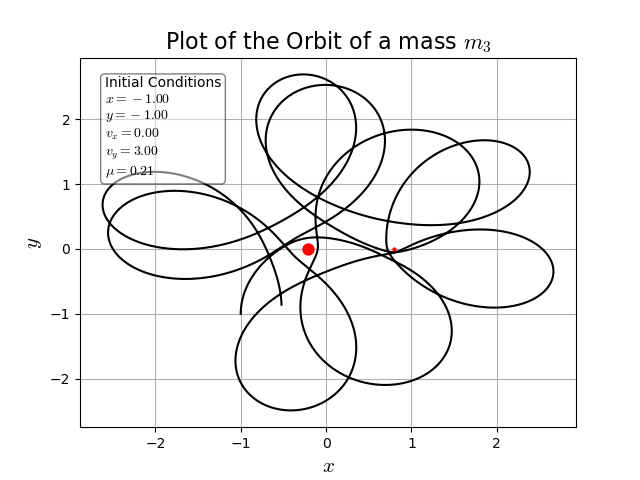 Plot of the Orbit of a mass m₃
Initial Conditions
x = −1.00
y = −1.00
vₓ = 0.00
v_y = 3.00
μ = 0.21
y
2
1
0
−1
−2
−2 −1 0 1 2
x